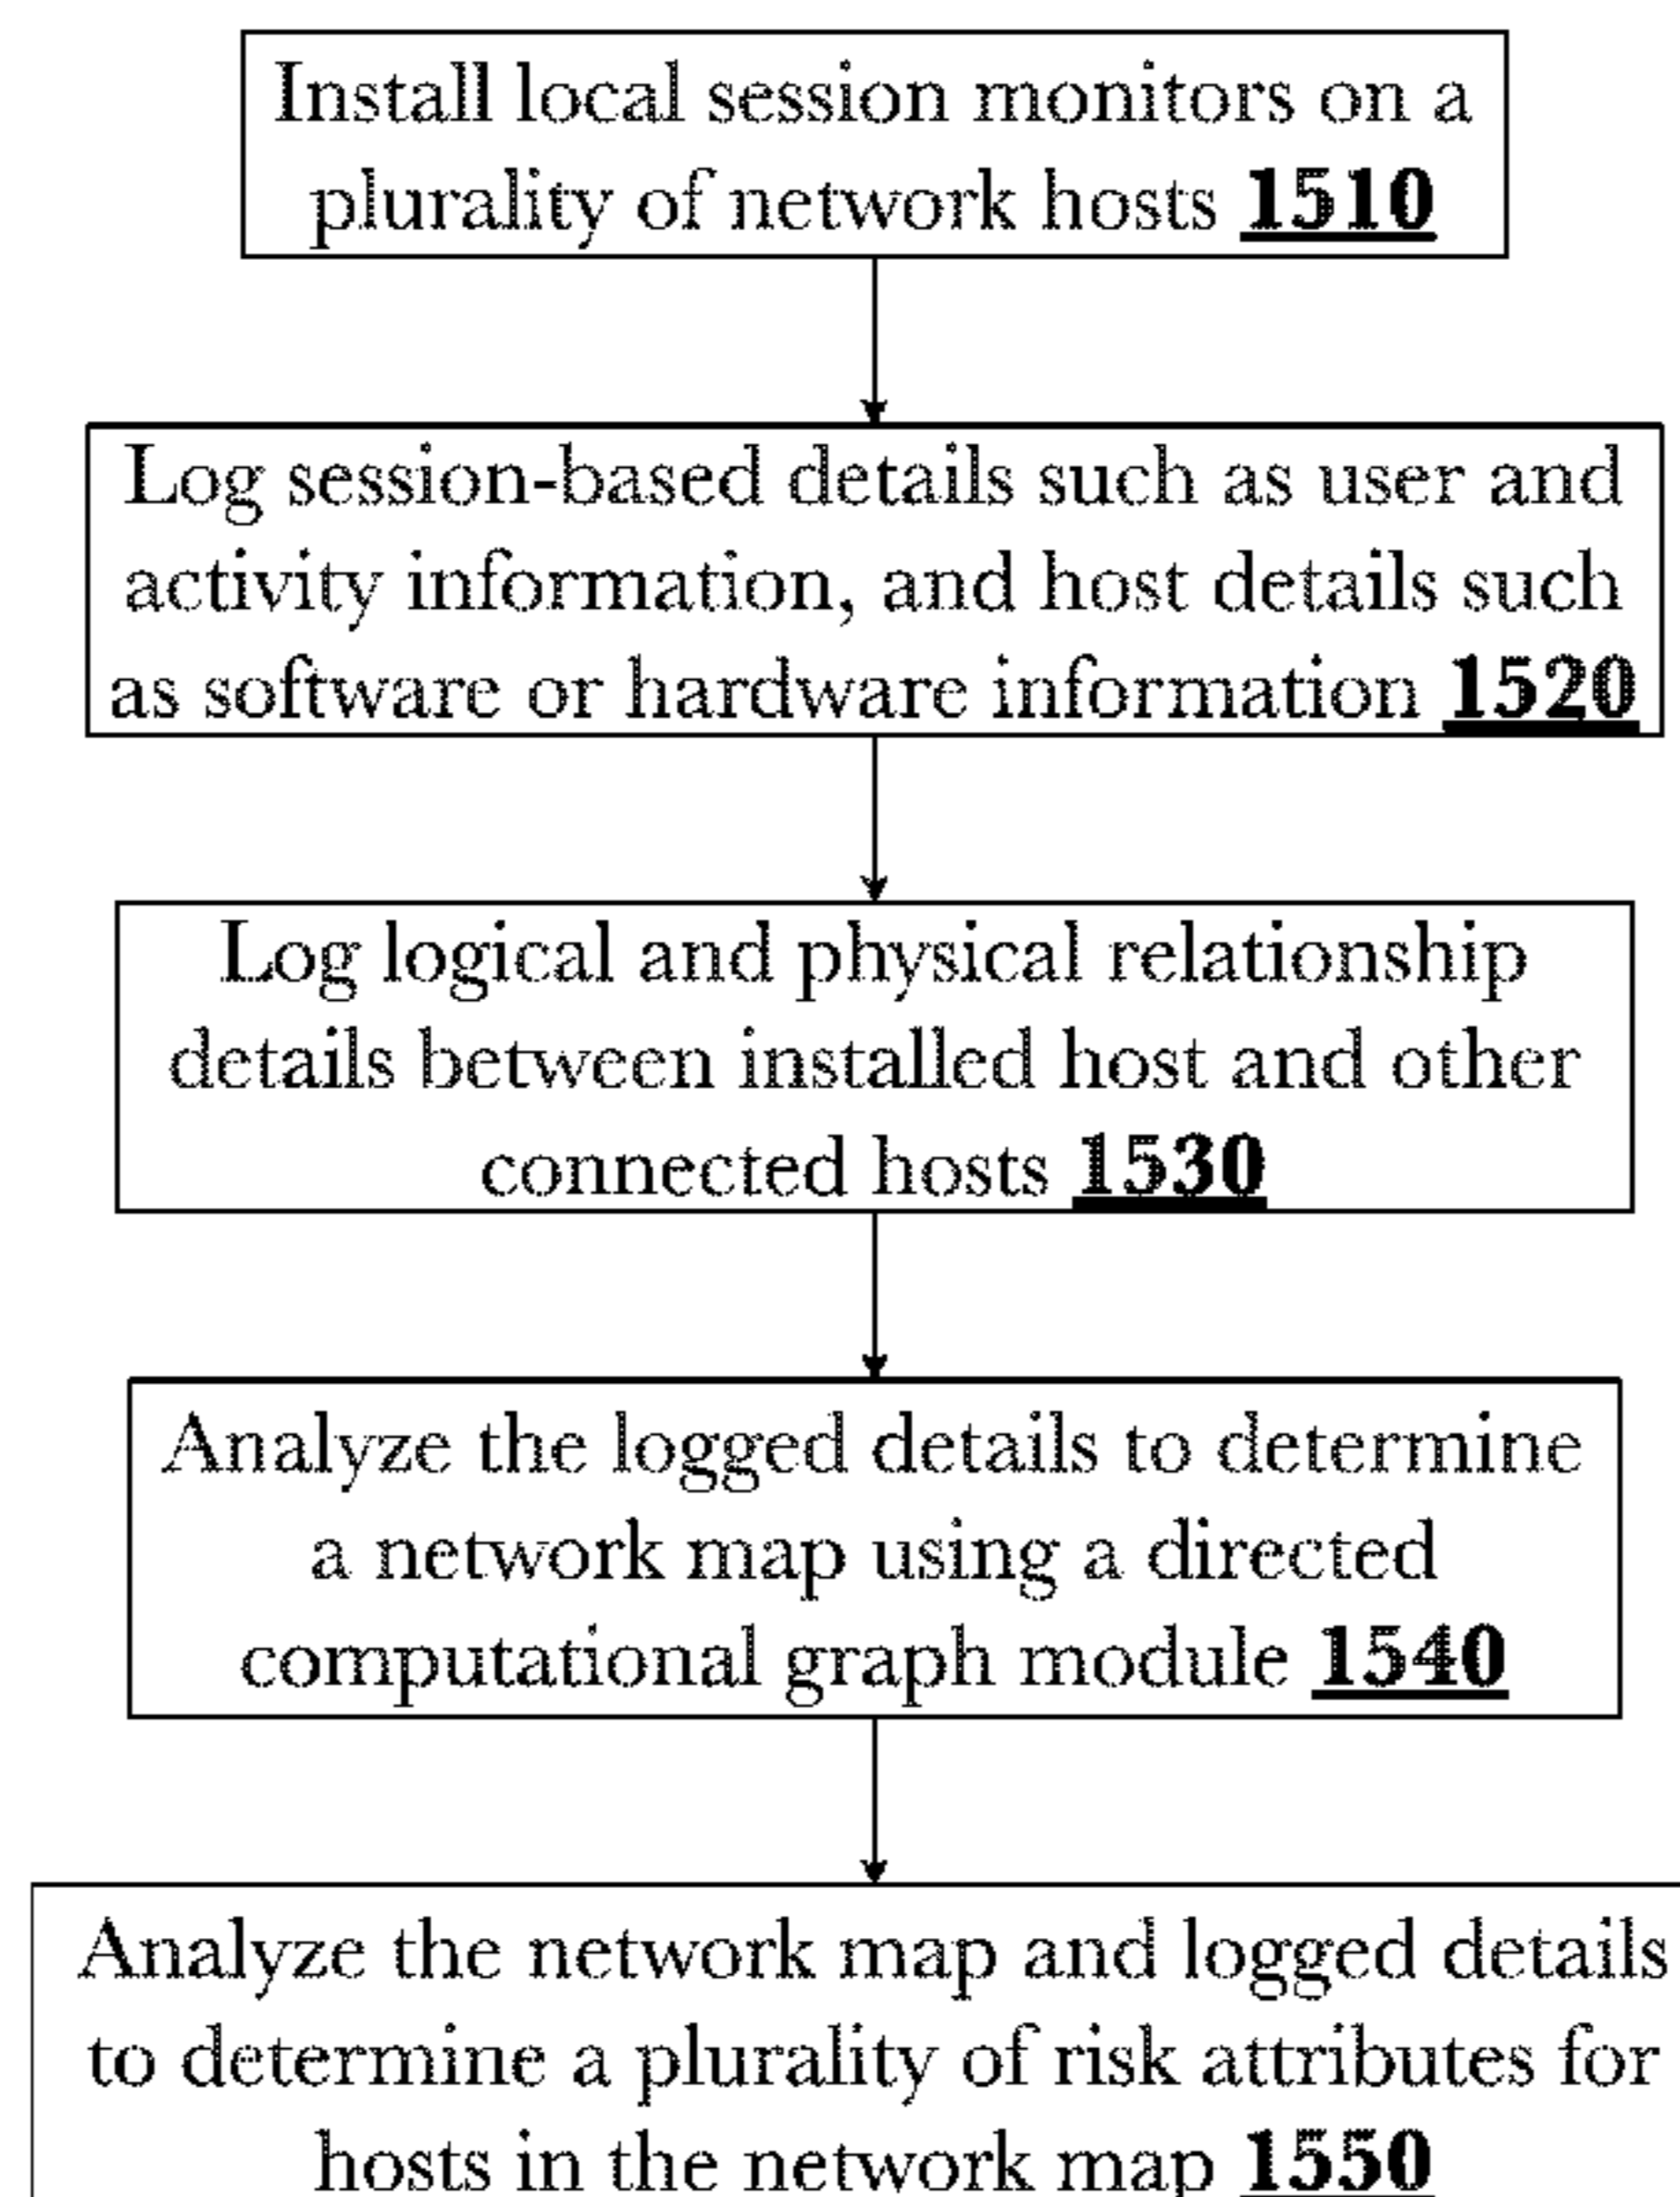 Install local session monitors on a
plurality of network hosts 1510
Log session-based details such as user and
activity information, and host details such
as software or hardware information 1520
Log logical and physical relationship
details between installed host and other
connected hosts 1530
Analyze the logged details to determine
a network map using a directed
computational graph module 1540
Analyze the network map and logged details
to determine a plurality of risk attributes for
hosts in the network map 1550